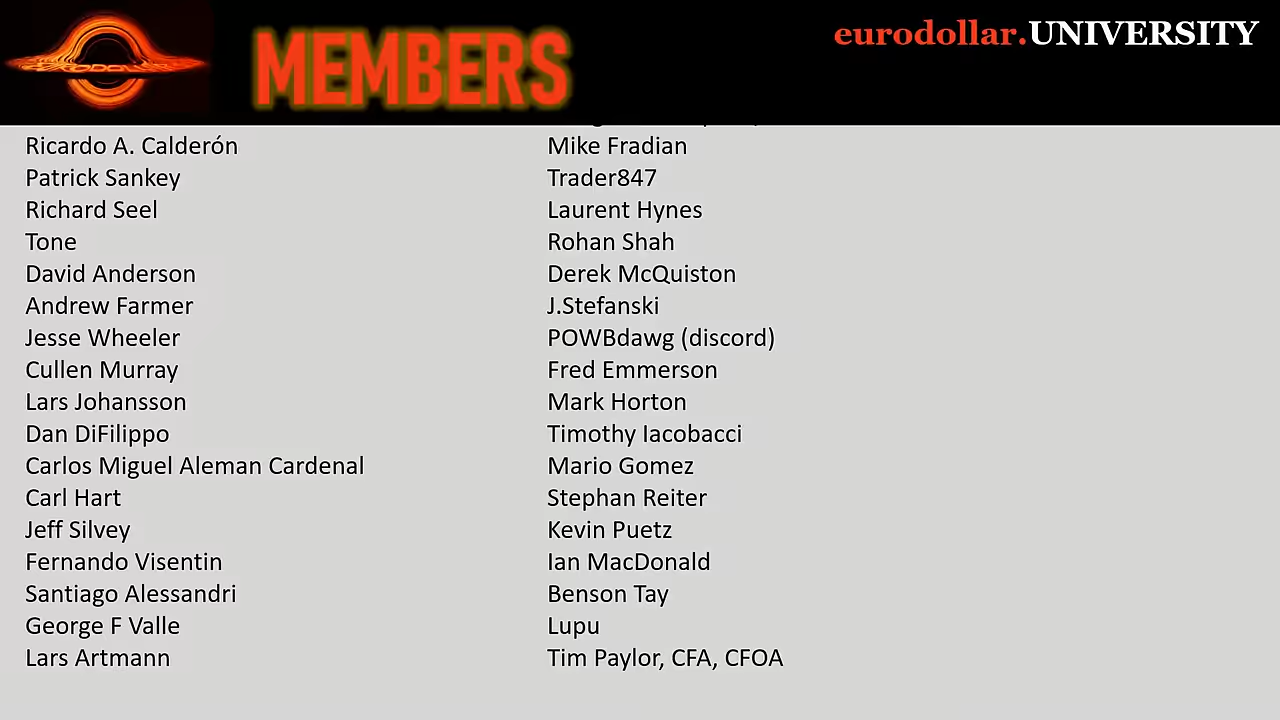 MEMBERS
eurodollar.UNIVERSITY
Ricardo A. Calderón
Patrick Sankey
Richard Seel
Tone
David Anderson
Andrew Farmer
Jesse Wheeler
Cullen Murray
Lars Johansson
Dan DiFilippo
Carlos Miguel Aleman Cardenal
Carl Hart
Jeff Silvey
Fernando Visentin
Santiago Alessandri
George F Valle
Lars Artmann
Mike Fradian
Trader847
Laurent Hynes
Rohan Shah
Derek McQuiston
J.Stefanski
POWBdawg (discord)
Fred Emmerson
Mark Horton
Timothy Iacobacci
Mario Gomez
Stephan Reiter
Kevin Puetz
Ian MacDonald
Benson Tay
Lupu
Tim Paylor, CFA, CFOA